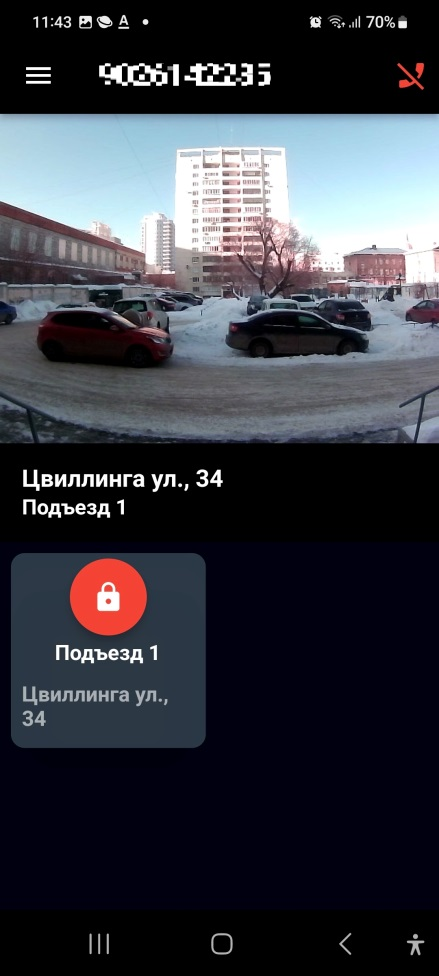 11:43 A 70%
Цвиллинга ул., 34
Подъезд 1
Подъезд 1
Цвиллинга ул.,
34